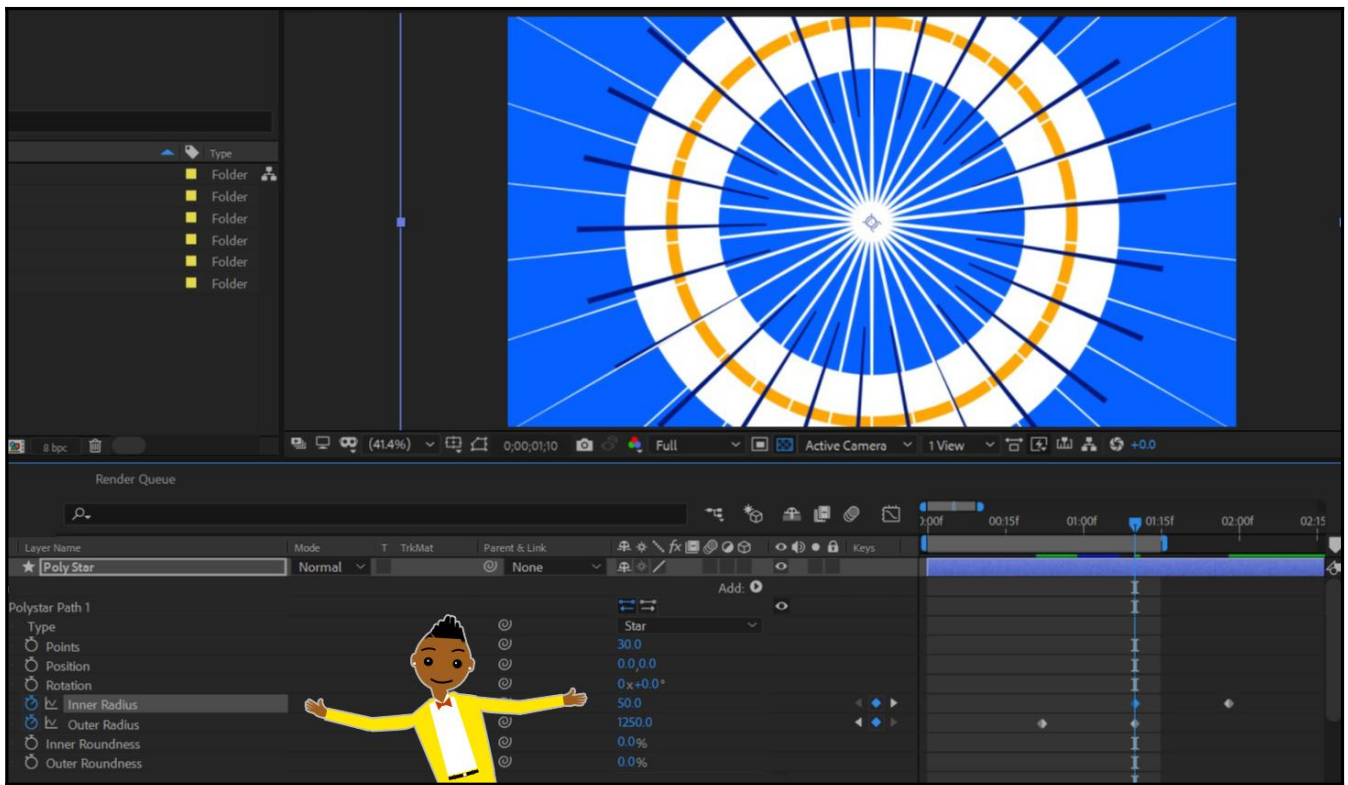 Type
Folder
Folder
Folder
Folder
Folder
Folder
8 bpc
(41.4%)
0;00;01;10
Full
Active Camera
1 View
+0.0
Render Queue
):00f
00:15f
01:00f
01:15f
02:00f
02:15
Layer Name
Mode
T TrkMat
Parent & Link
fx
Keys
Poly Star
Normal
None
Add:
Polystar Path 1
Type
Star
Points
30.0
Position
0.0,0.0
Rotation
0x+0.0°
Inner Radius
50.0
Outer Radius
1250.0
Inner Roundness
0.0%
Outer Roundness
0.0%